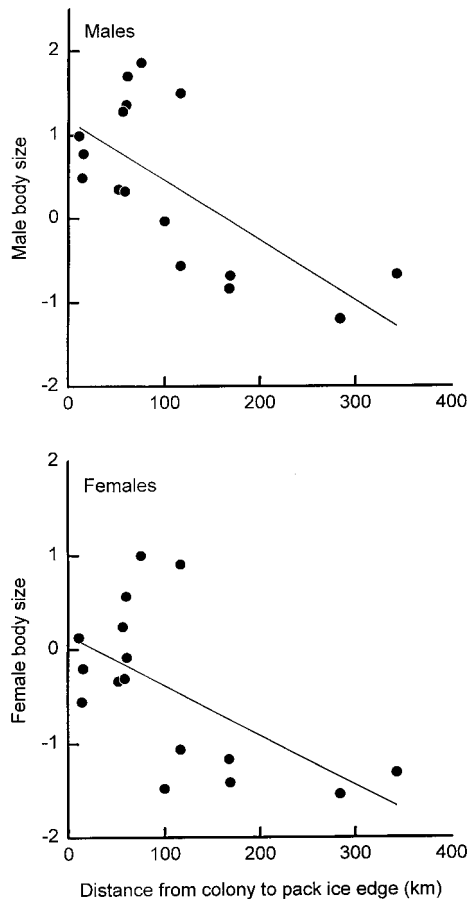 2
Males
1
Male body size
0
-1
-2
0 100 200 300 400
2
Females
1
Female body size
0
-1
-2
0 100 200 300 400
Distance from colony to pack ice edge (km)